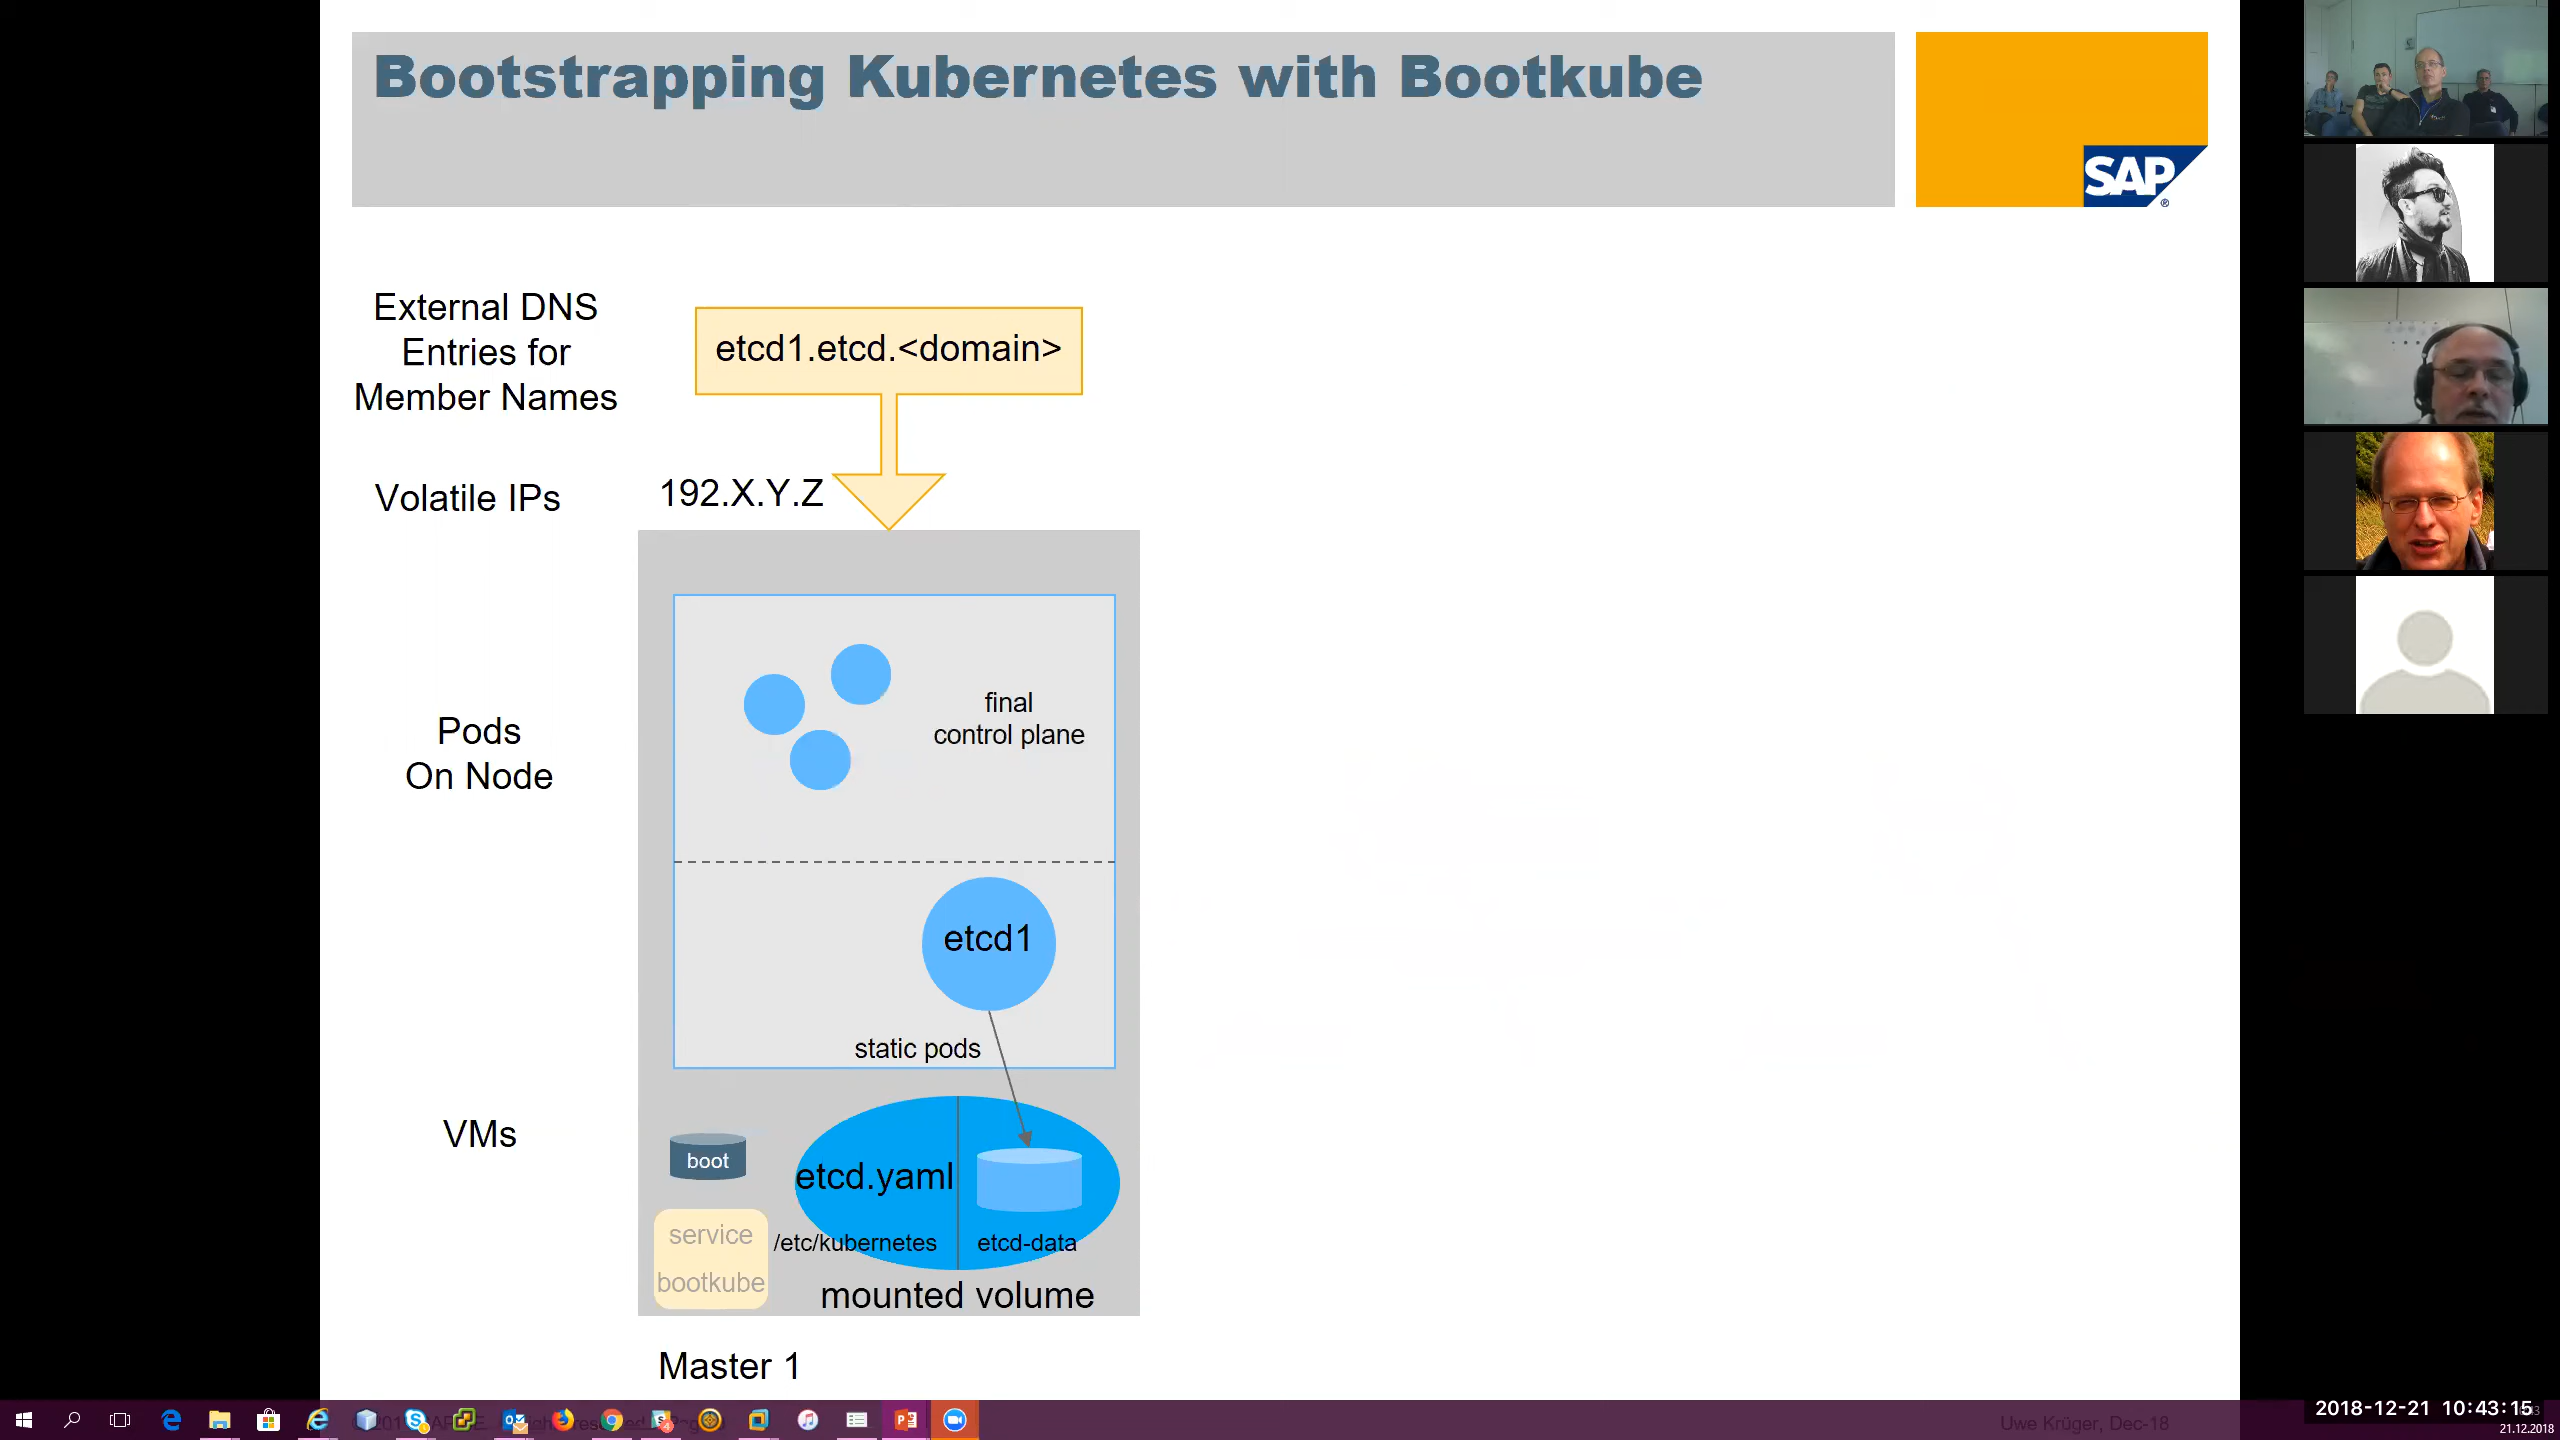 Bootstrapping Kubernetes with Bootkube
SAP
®
External DNS
Entries for
Member Names
etcd1.etcd.<domain>
Volatile IPs
192.X.Y.Z
Pods
On Node
final
control plane
etcd1
static pods
VMs
boot
etcd.yaml
service
bootkube
/etc/kubernetes
etcd-data
mounted volume
Master 1
Uwe Krüger, Dec-18
2018-12-21 10:43:15
21.12.2018